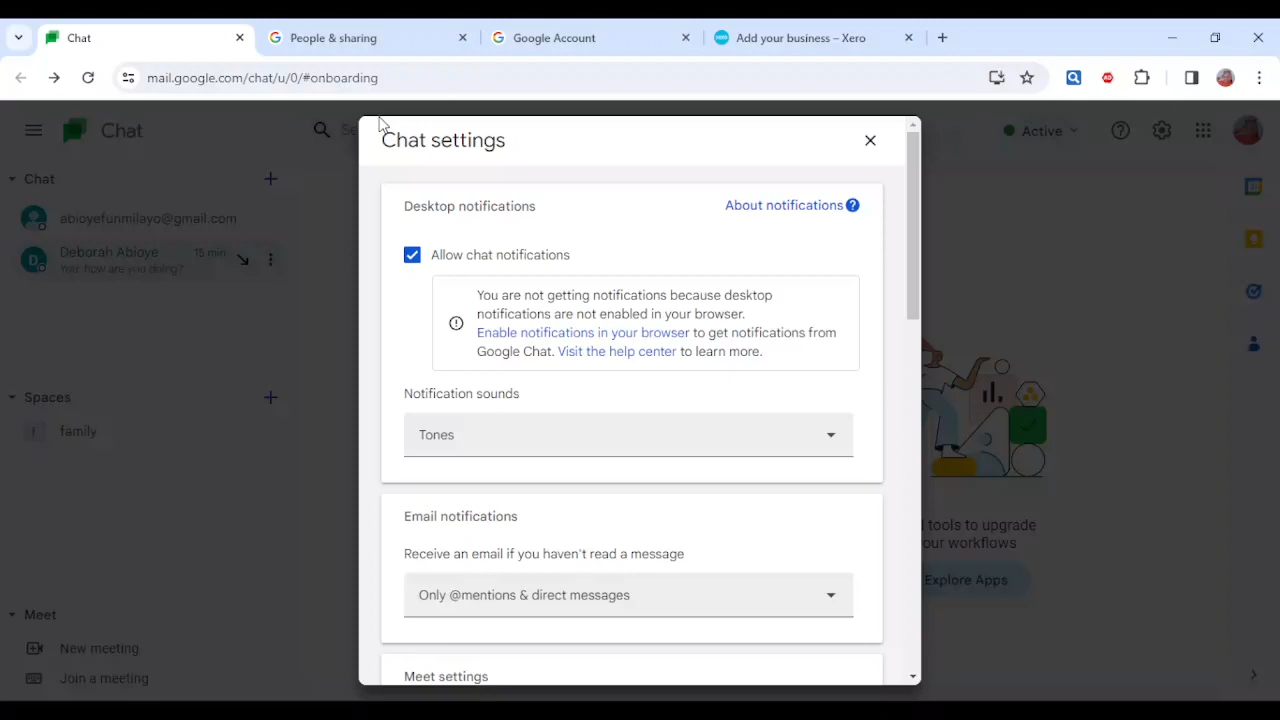 Chat
People & sharing
Google Account
Add your business – Xero
mail.google.com/chat/u/0/#onboarding
Chat
Active
Chat
abioyefunmilayo@gmail.com
Deborah Abioye
15 min
You: how are you doing?
Spaces
f
family
Meet
New meeting
Join a meeting
Chat settings
Desktop notifications
About notifications
Allow chat notifications
You are not getting notifications because desktop
notifications are not enabled in your browser.
Enable notifications in your browser to get notifications from
Google Chat. Visit the help center to learn more.
Notification sounds
Tones
Email notifications
Receive an email if you haven't read a message
Only @mentions & direct messages
Meet settings
tools to upgrade
workflows
Explore Apps